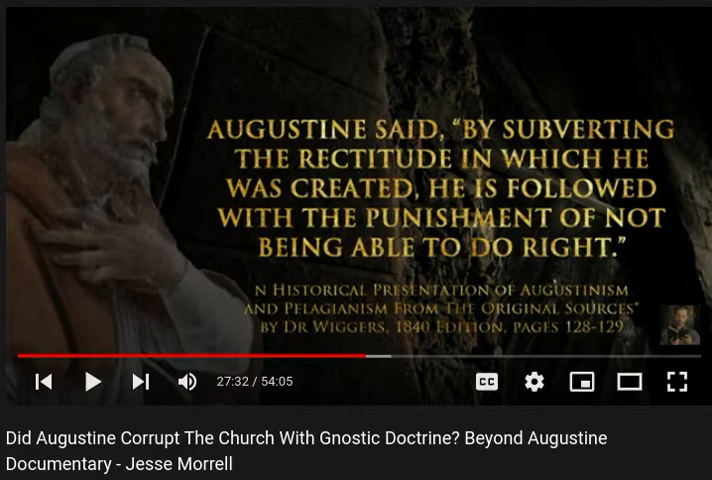 AUGUSTINE SAID, “BY SUBVERTING
THE RECTITUDE IN WHICH HE
WAS CREATED, HE IS FOLLOWED
WITH THE PUNISHMENT OF NOT
BEING ABLE TO DO RIGHT.”
N HISTORICAL PRESENTATION OF AUGUSTINISM
AND PELAGIANISM FROM THE ORIGINAL SOURCES"
BY DR WIGGERS, 1840 EDITION, PAGES 128-129
27:32 / 54:05
CC
Did Augustine Corrupt The Church With Gnostic Doctrine? Beyond Augustine
Documentary - Jesse Morrell